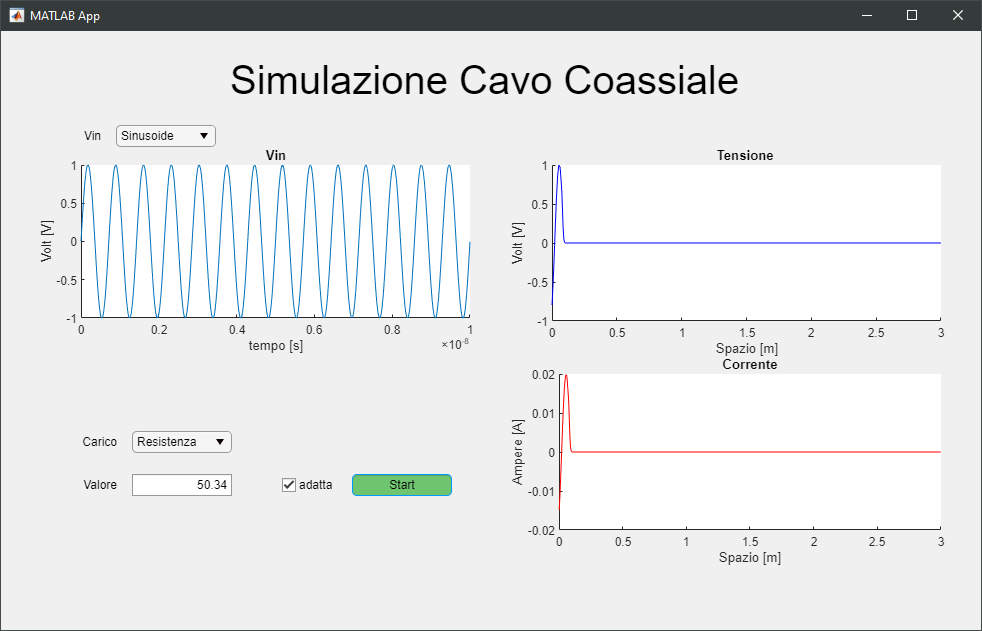 MATLAB App
Simulazione Cavo Coassiale
Vin Sinusoide
Vin
1
0.5
0
-0.5
-1
Volt [V]
0 0.2 0.4 0.6 0.8 1
tempo [s]
×10⁻⁸
Tensione
1
0.5
0
-0.5
-1
Volt [V]
0 0.5 1 1.5 2 2.5 3
Spazio [m]
Corrente
0.02
0.01
0
-0.01
-0.02
Ampere [A]
0 0.5 1 1.5 2 2.5 3
Spazio [m]
Carico Resistenza
Valore 50.34 adatta Start